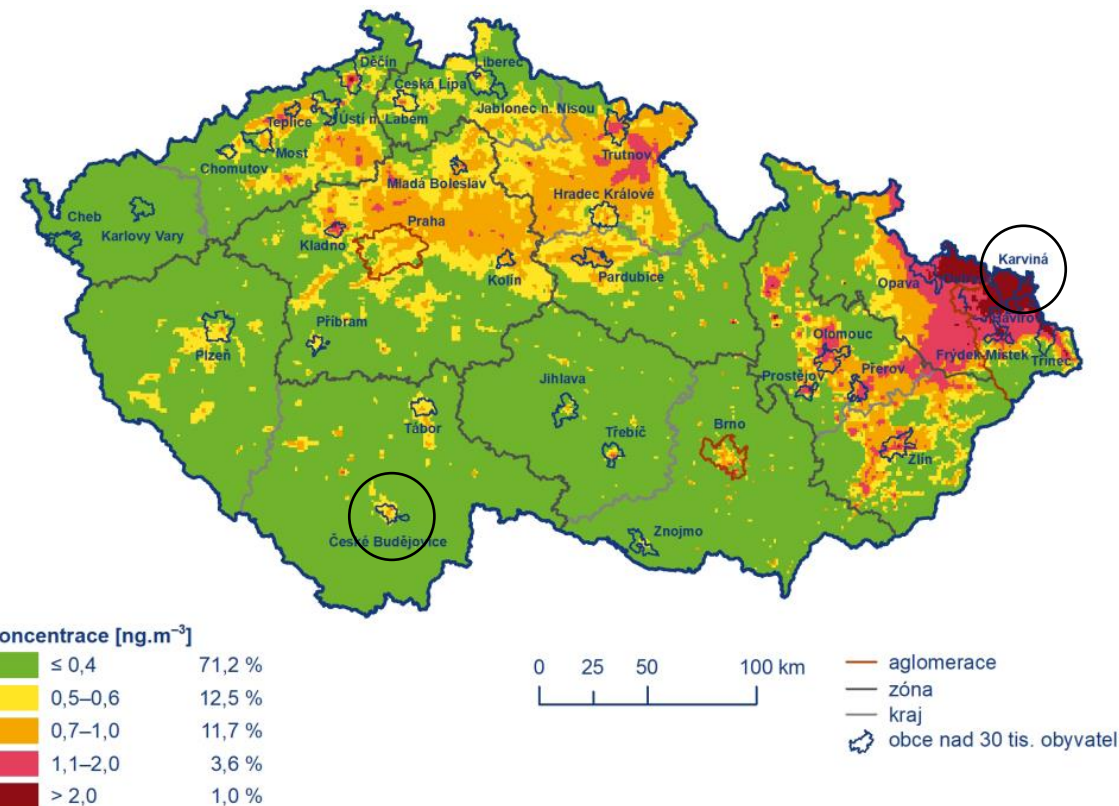 Děčín
Liberec
Česká Lípa
Jablonec n. Nisou
Teplice
Ústí n. Labem
Most
Chomutov
Trutnov
Mladá Boleslav
Hradec Králové
Cheb
Karlovy Vary
Praha
Kladno
Kolín
Pardubice
Karviná
Opava
Havířov
Příbram
Plzeň
Olomouc
Frýdek-Místek
Třinec
Prostějov
Přerov
Jihlava
Tábor
Třebíč
Brno
Zlín
České Budějovice
Znojmo
oncentrace [ng.m⁻³]
≤ 0,4 71,2 %
0,5–0,6 12,5 %
0,7–1,0 11,7 %
1,1–2,0 3,6 %
> 2,0 1,0 %
0 25 50 100 km
aglomerace
zóna
kraj
obce nad 30 tis. obyvatel